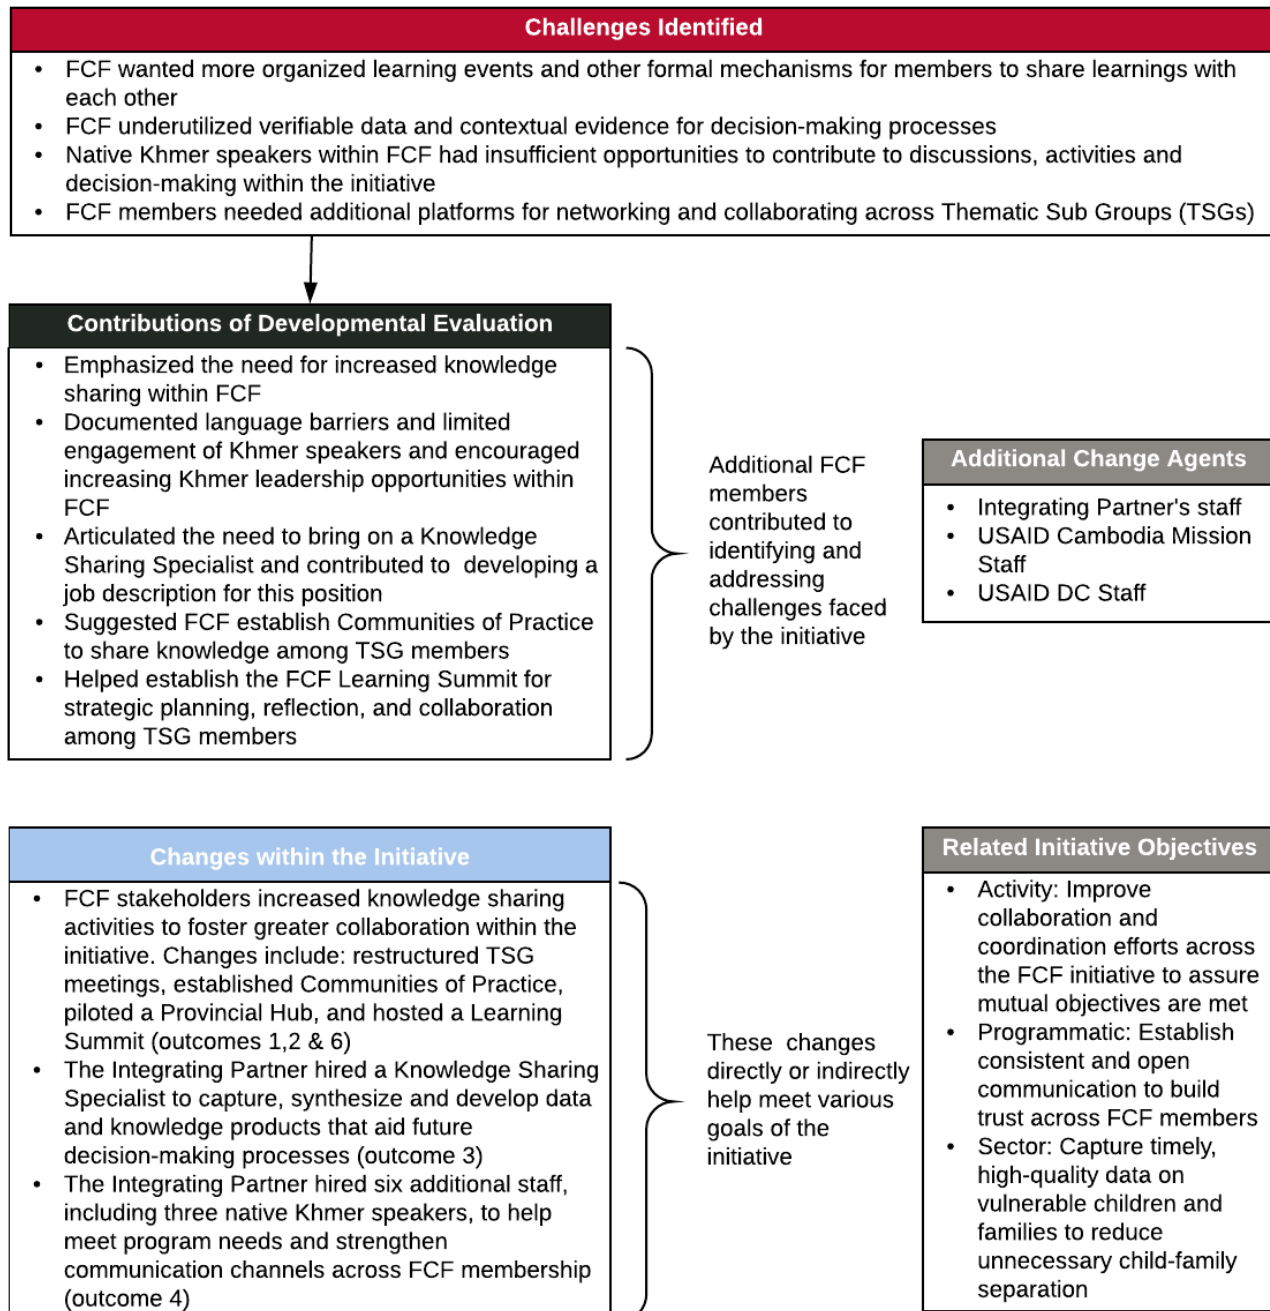 Challenges Identified
• FCF wanted more organized learning events and other formal mechanisms for members to share learnings with
each other
• FCF underutilized verifiable data and contextual evidence for decision-making processes
• Native Khmer speakers within FCF had insufficient opportunities to contribute to discussions, activities and
decision-making within the initiative
• FCF members needed additional platforms for networking and collaborating across Thematic Sub Groups (TSGs)
Contributions of Developmental Evaluation
• Emphasized the need for increased knowledge
sharing within FCF
• Documented language barriers and limited
engagement of Khmer speakers and encouraged
increasing Khmer leadership opportunities within
FCF
• Articulated the need to bring on a Knowledge
Sharing Specialist and contributed to developing a
job description for this position
• Suggested FCF establish Communities of Practice
to share knowledge among TSG members
• Helped establish the FCF Learning Summit for
strategic planning, reflection, and collaboration
among TSG members
Additional FCF
members
contributed to
identifying and
addressing
challenges faced
by the initiative
Additional Change Agents
• Integrating Partner's staff
• USAID Cambodia Mission
Staff
• USAID DC Staff
Changes within the Initiative
• FCF stakeholders increased knowledge sharing
activities to foster greater collaboration within the
initiative. Changes include: restructured TSG
meetings, established Communities of Practice,
piloted a Provincial Hub, and hosted a Learning
Summit (outcomes 1,2 & 6)
• The Integrating Partner hired a Knowledge Sharing
Specialist to capture, synthesize and develop data
and knowledge products that aid future
decision-making processes (outcome 3)
• The Integrating Partner hired six additional staff,
including three native Khmer speakers, to help
meet program needs and strengthen
communication channels across FCF membership
(outcome 4)
These changes
directly or indirectly
help meet various
goals of the
initiative
Related Initiative Objectives
• Activity: Improve
collaboration and
coordination efforts across
the FCF initiative to assure
mutual objectives are met
• Programmatic: Establish
consistent and open
communication to build
trust across FCF members
• Sector: Capture timely,
high-quality data on
vulnerable children and
families to reduce
unnecessary child-family
separation